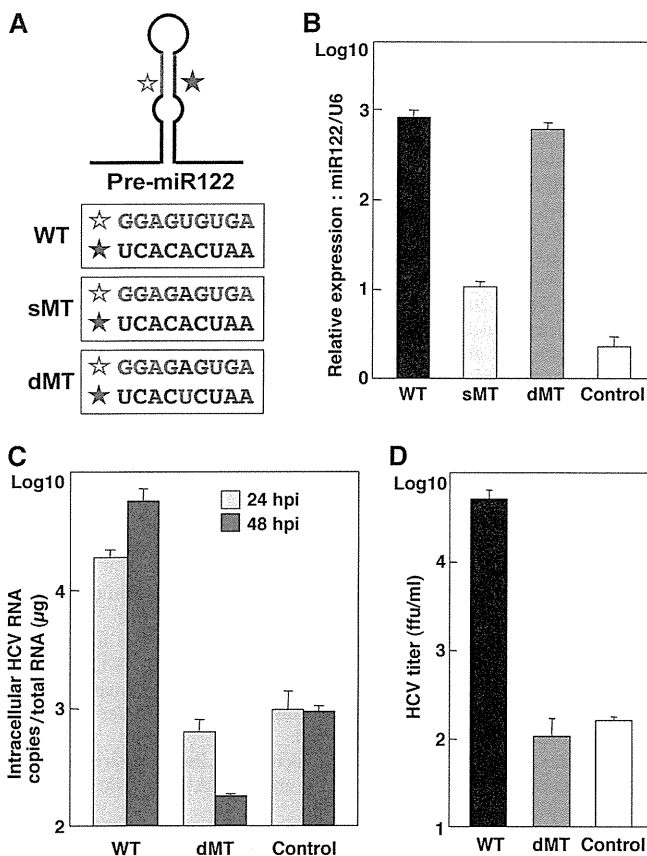 A
Pre-miR122
WT
☆ GGAGUGUGA
★ UCACACUAA
sMT
☆ GGAGAGUGA
★ UCACACUAA
dMT
☆ GGAGAGUGA
★ UCACUCUAA
B
Log10
Relative expression : miR122/U6
3
2
1
0
WT sMT dMT Control
C
Log10
Intracellular HCV RNA
copies/total RNA (µg)
4
3
2
24 hpi
48 hpi
WT dMT Control
D
Log10
HCV titer (ffu/ml)
5
4
2
2
1
WT dMT Control